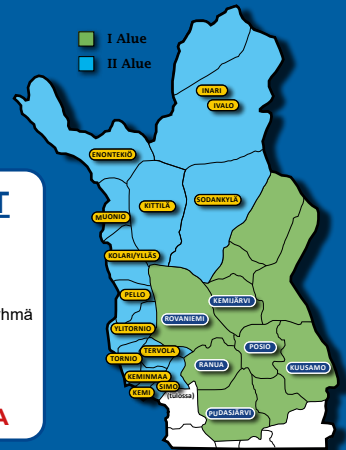 I Alue
II Alue
INARI
IVALO
ENONTEKIÖ
T
KITTILÄ
SODANKYLÄ
MUONIO
KOLARI/YLLÄS
PELLO
KEMIJÄRVI
ROVANIEMI
hmä
YLITORNIO
POSIO
TERVOLA
TORNIO
RANUA
KUUSAMO
KEMINMAA
SIMO
KEMI
(tulossa)
PUDASJÄRVI
A